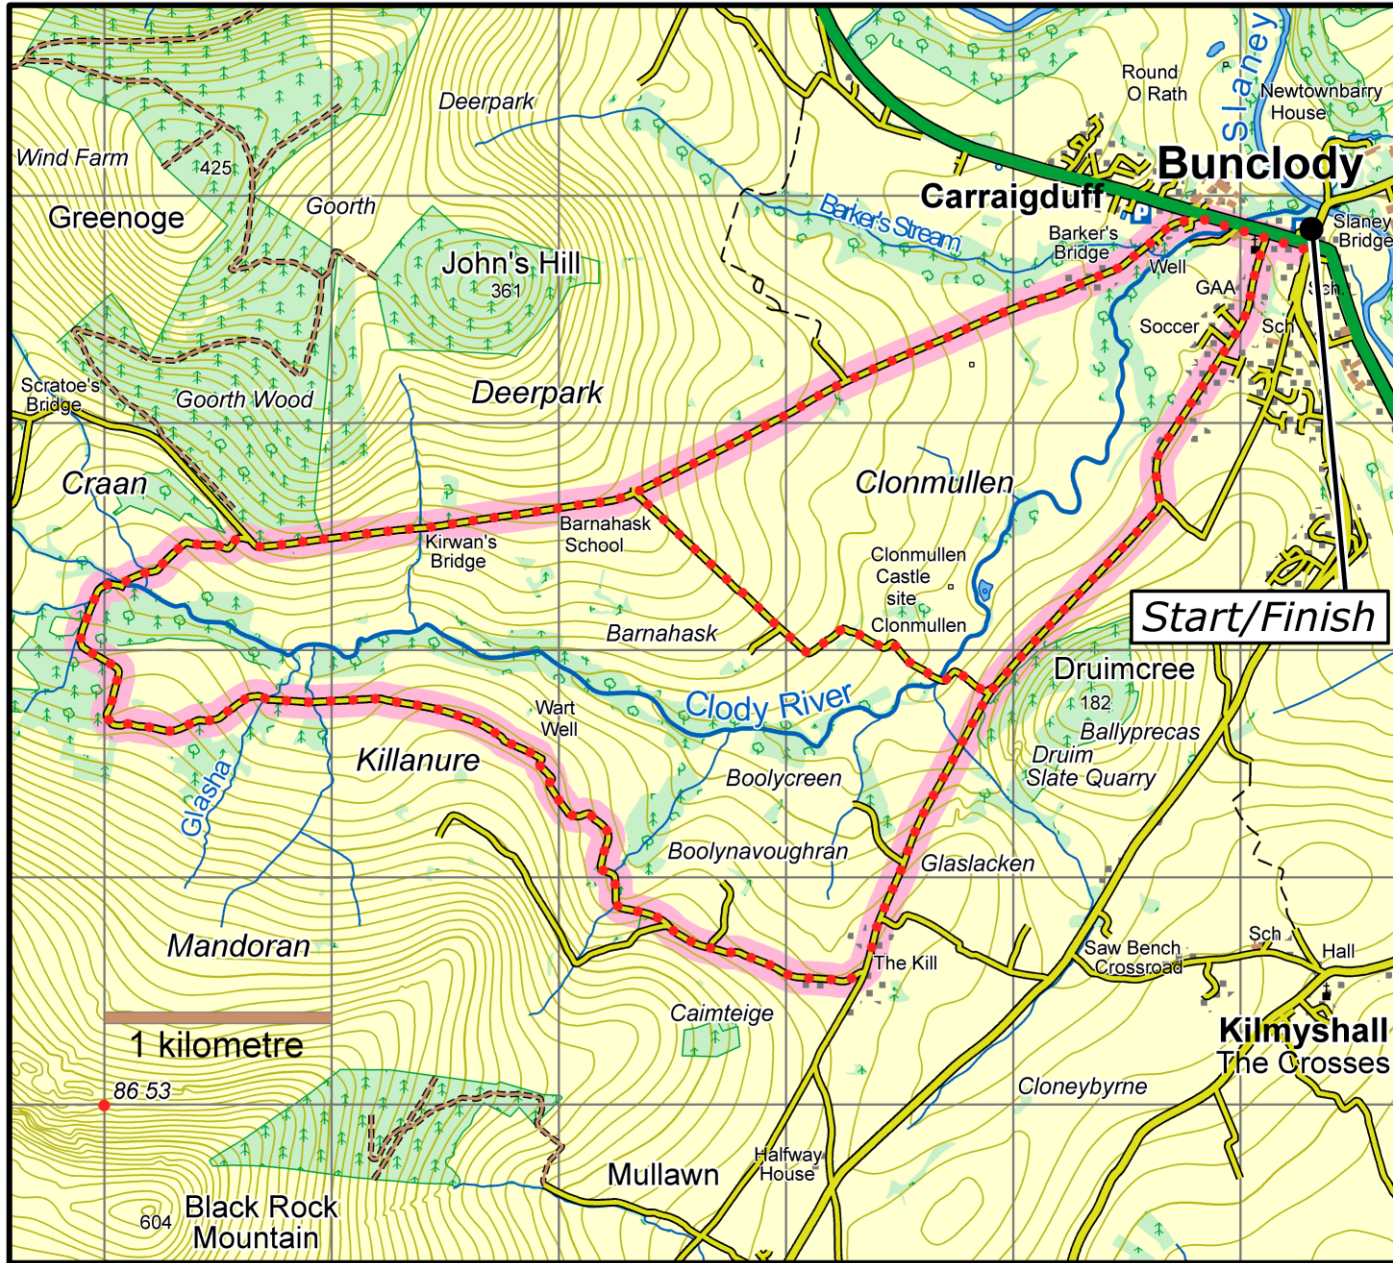 Deerpark
Round
O Rath
Slaney
Newtownbarry
House
Wind Farm
425
Bunclody
Carraigduff
P
Greenoge
Goorth
Barker's Stream
Barker's
Bridge
Slaney
Bridge
John's Hill
361
Well
GAA
Sch
Soccer
Sch
Scratoe's
Bridge
Goorth Wood
Deerpark
Craan
Clonmullen
Barnahask
School
Kirwan's
Bridge
Clonmullen
Castle
site
Clonmullen
Start/Finish
Barnahask
Druimcree
182
Clody River
Wart
Well
Ballyprecas
Killanure
Druim
Slate Quarry
Boolycreen
Glasha
Boolynavoughran
Glaslacken
Mandoran
Sch
Hall
Saw Bench
Crossroad
The Kill
Caimteige
Kilmyshall
The Crosses
1 kilometre
86 53
Cloneybyrne
Halfway
House
Mullawn
Black Rock
Mountain
604